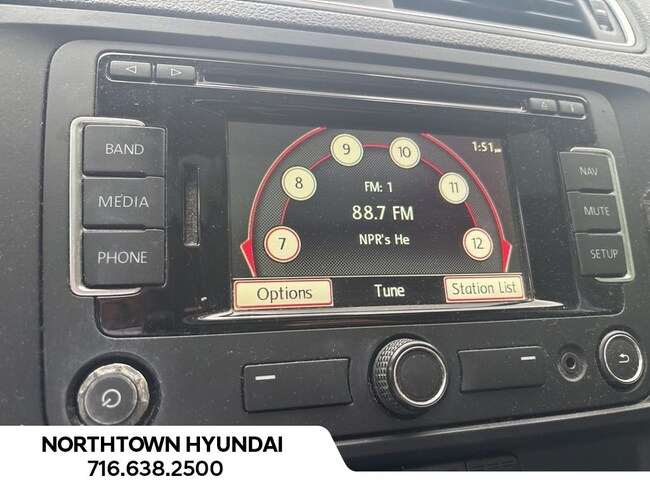 BAND
MEDIA
PHONE
9 10
8 11
7 12
1:51PM
FM: 1
88.7 FM
NPR's He
Options Tune Station List
NAV
MUTE
SETUP
NORTHTOWN HYUNDAI
716.638.2500